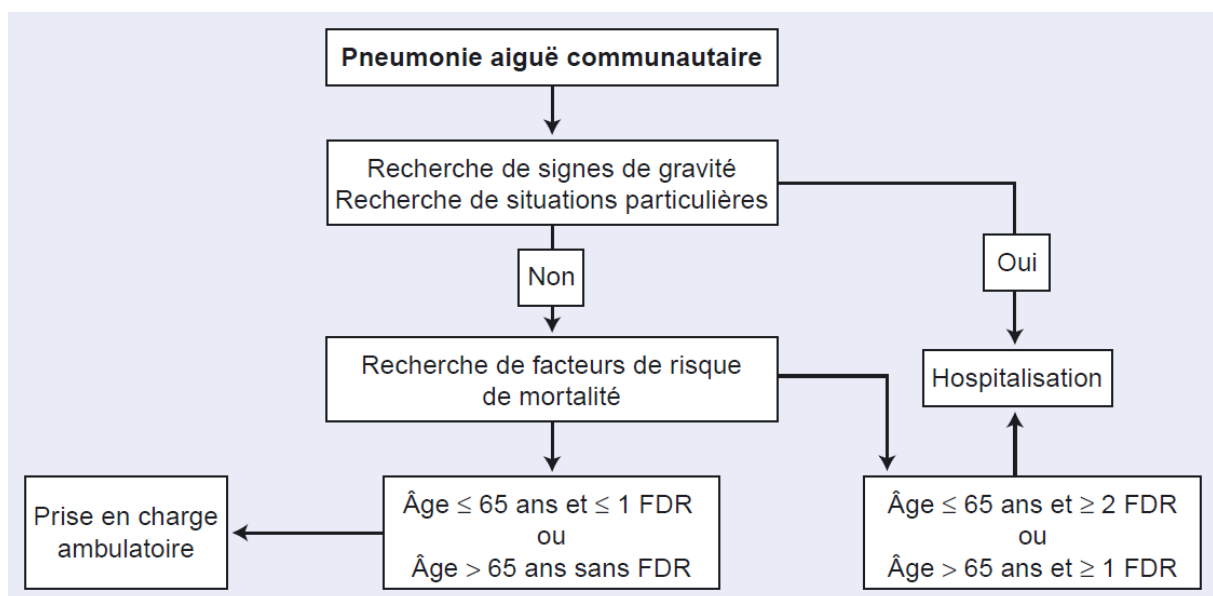 Pneumonie aiguë communautaire
Recherche de signes de gravité
Recherche de situations particulières
Non
Oui
Recherche de facteurs de risque
de mortalité
Hospitalisation
Prise en charge
ambulatoire
Âge ≤ 65 ans et ≤ 1 FDR
ou
Âge > 65 ans sans FDR
Âge ≤ 65 ans et ≥ 2 FDR
ou
Âge > 65 ans et ≥ 1 FDR